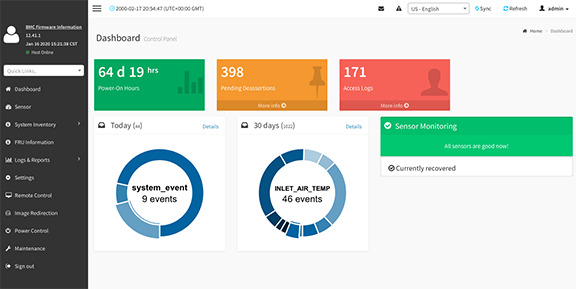 BMC Firmware Information
12.41.1
Jan 16 2020 15:21:38 CST
Host Online
Quick Links..
Dashboard
Sensor
System Inventory
FRU Information
Logs & Reports
Settings
Remote Control
Image Redirection
Power Control
Maintenance
Sign out
2000-02-17 20:54:47 (UTC+00:00 GMT)
US - English
Sync
Refresh
admin
Dashboard Control Panel
Home > Dashboard
64 d 19 hrs
Power-On Hours
398
Pending Deassertions
More info
171
Access Logs
More info
Today
Details
system_event
9 events
30 days
Details
INLET_AIR_TEMP
46 events
Sensor Monitoring
All sensors are good now!
Currently recovered